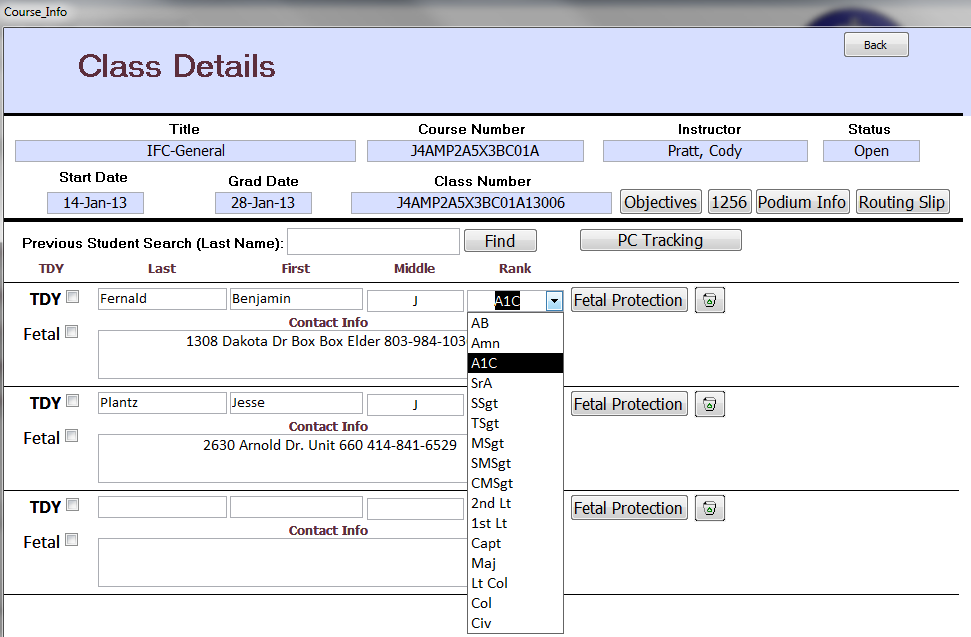 Course_Info
Back
Class Details
Title Course Number Instructor Status
IFC-General J4AMP2A5X3BC01A Pratt, Cody Open
Start Date Grad Date Class Number
14-Jan-13 28-Jan-13 J4AMP2A5X3BC01A13006 Objectives 1256 Podium Info Routing Slip
Previous Student Search (Last Name): Find PC Tracking
TDY Last First Middle Rank
TDY Fernald Benjamin J A1C Fetal Protection
Contact Info
Fetal 1308 Dakota Dr Box Box Elder 803-984-103
TDY Plantz Jesse J Fetal Protection
Contact Info
Fetal 2630 Arnold Dr. Unit 660 414-841-6529
TDY Fetal Protection
Contact Info
Fetal
AB
Amn
A1C
SrA
SSgt
TSgt
MSgt
SMSgt
CMSgt
2nd Lt
1st Lt
Capt
Maj
Lt Col
Col
Civ